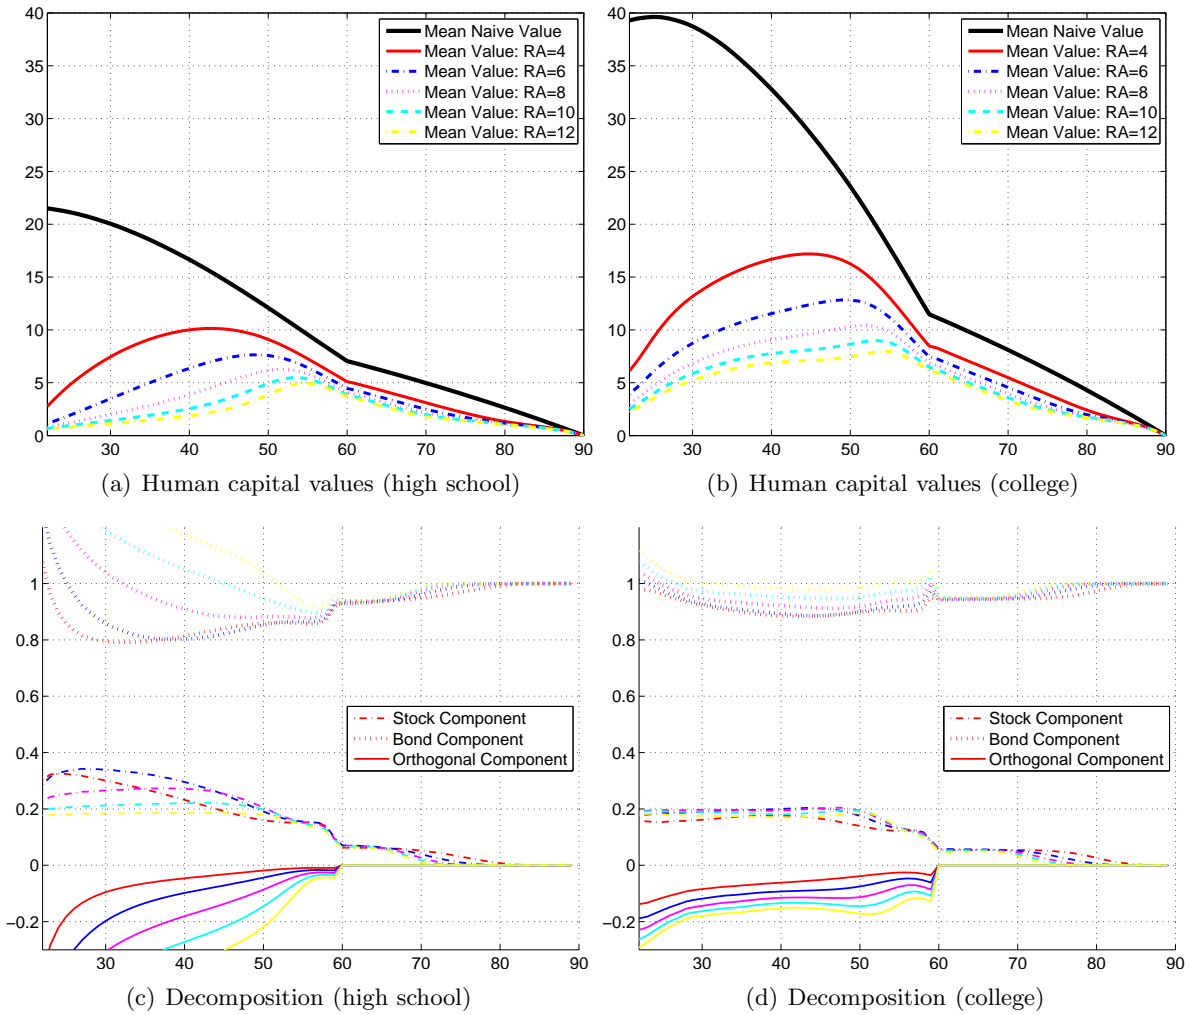 40
35
30
25
20
15
10
5
0
30 40 50 60 70 80 90
Mean Naive Value
Mean Value: RA=4
Mean Value: RA=6
Mean Value: RA=8
Mean Value: RA=10
Mean Value: RA=12
(a) Human capital values (high school)
40
35
30
25
20
15
10
5
0
30 40 50 60 70 80 90
Mean Naive Value
Mean Value: RA=4
Mean Value: RA=6
Mean Value: RA=8
Mean Value: RA=10
Mean Value: RA=12
(b) Human capital values (college)
1
0.8
0.6
0.4
0.2
0
−0.2
30 40 50 60 70 80 90
Stock Component
Bond Component
Orthogonal Component
(c) Decomposition (high school)
1
0.8
0.6
0.4
0.2
0
−0.2
30 40 50 60 70 80 90
Stock Component
Bond Component
Orthogonal Component
(d) Decomposition (college)